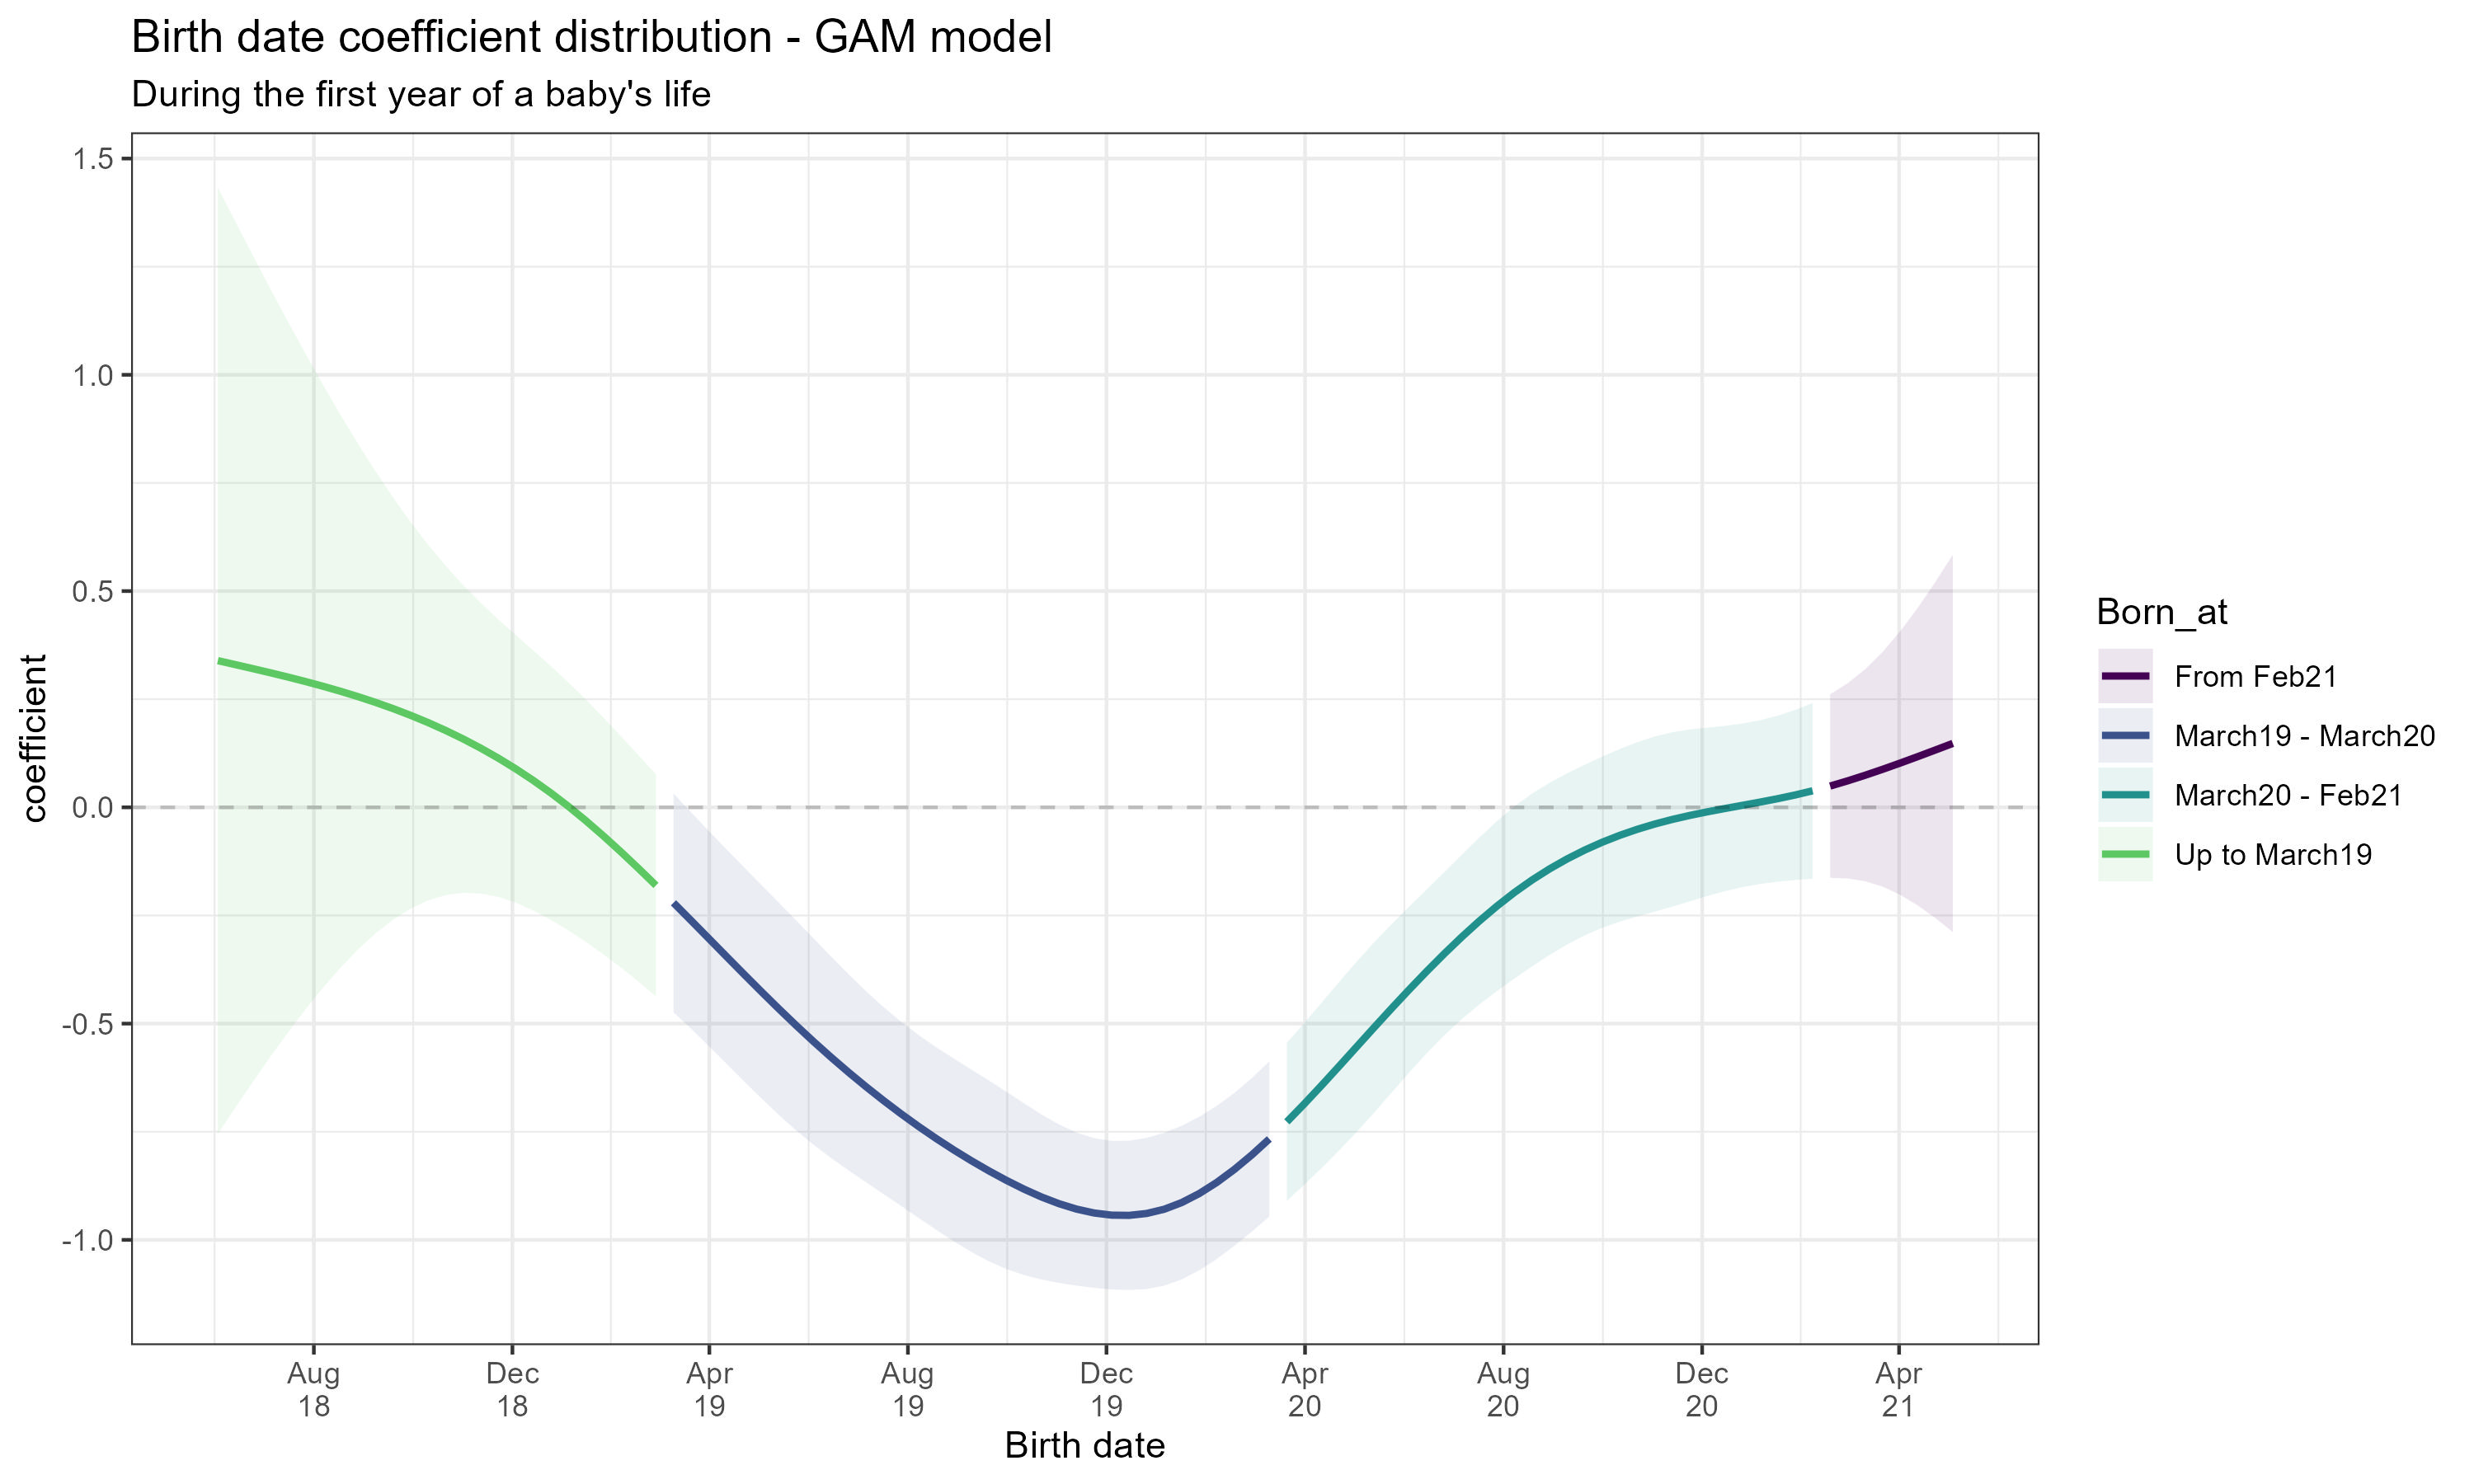 Birth date coefficient distribution - GAM model
During the first year of a baby's life
1.5
1.0
0.5
0.0
-0.5
-1.0
coefficient
Aug Dec Apr Aug Dec Apr Aug Dec Apr
18 18 19 19 19 20 20 20 21
Birth date
Born_at
From Feb21
March19 - March20
March20 - Feb21
Up to March19